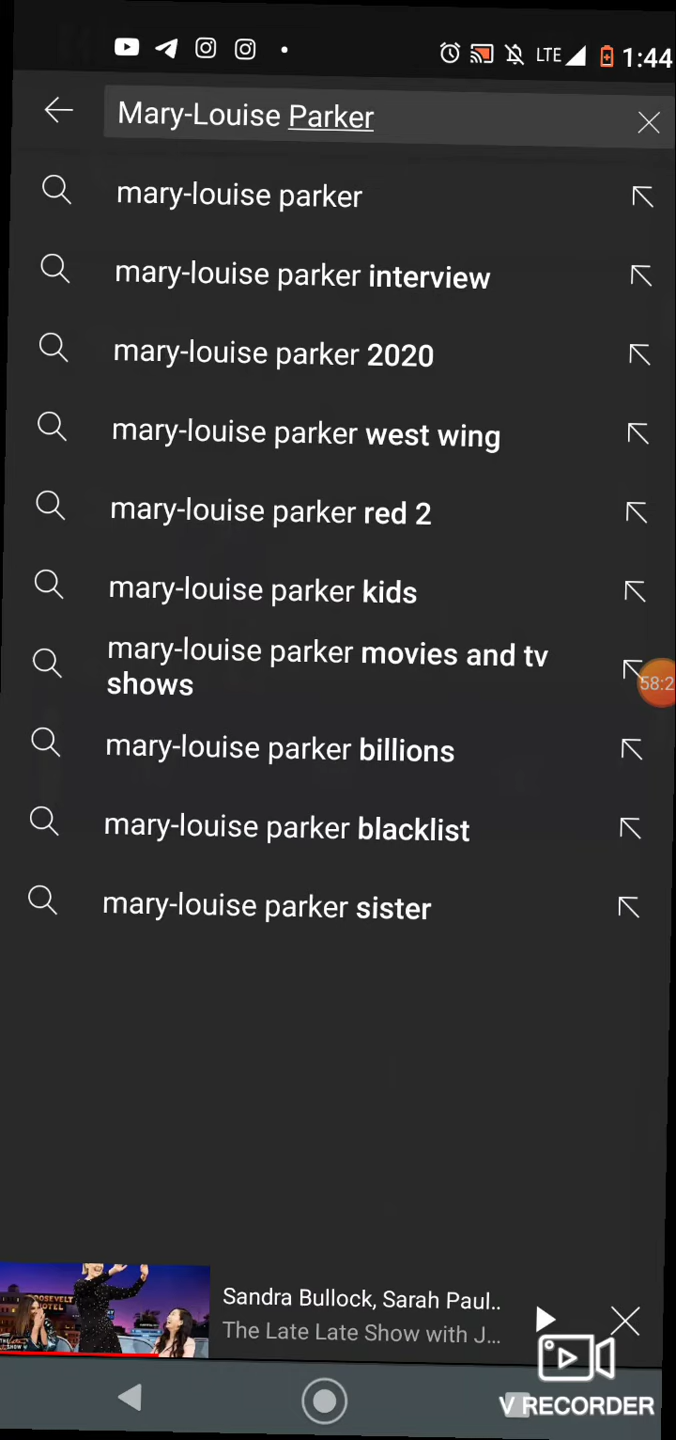 LTE 1:44
Mary-Louise Parker
mary-louise parker
mary-louise parker interview
mary-louise parker 2020
mary-louise parker west wing
mary-louise parker red 2
mary-louise parker kids
mary-louise parker movies and tv
shows
58:2
mary-louise parker billions
mary-louise parker blacklist
mary-louise parker sister
Sandra Bullock, Sarah Paul..
The Late Late Show with J...
V RECORDER